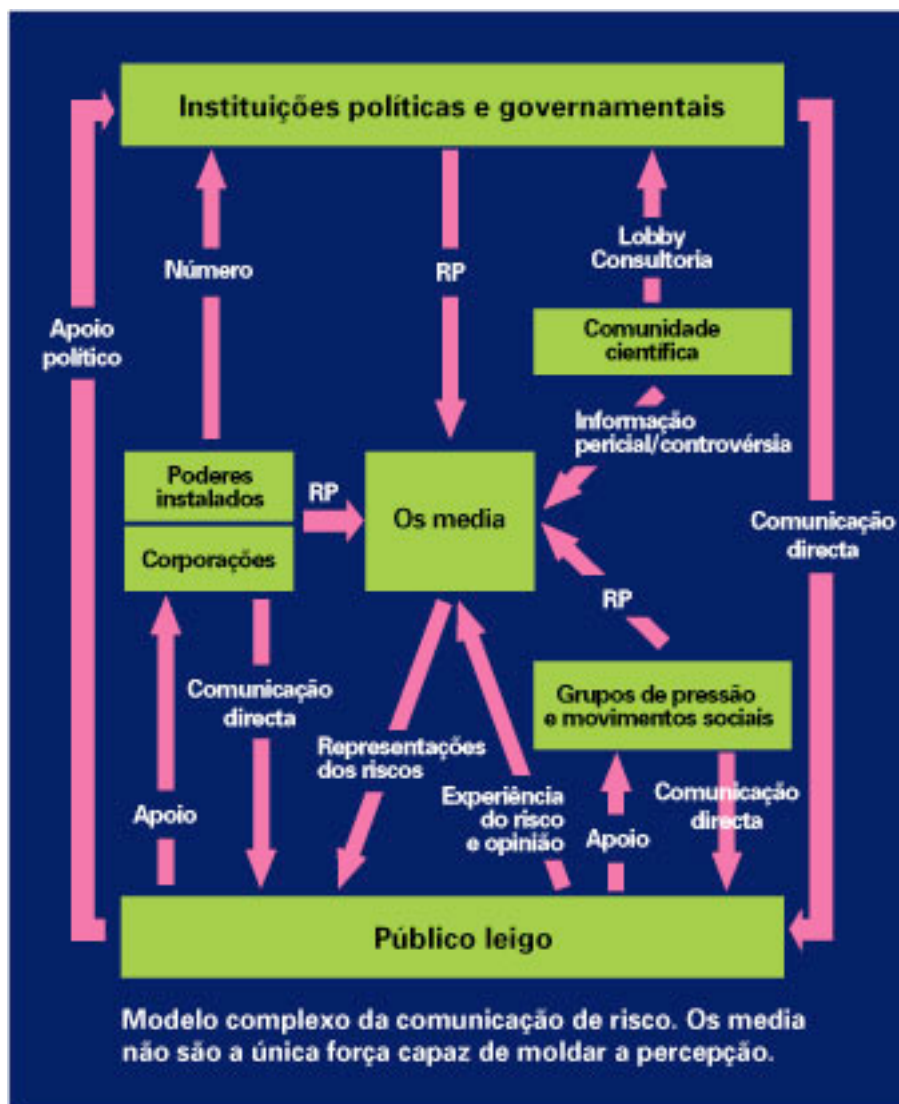 Instituições políticas e governamentais
Número
RP
Lobby
Consultoria
Apoio
político
Comunidade
científica
Informação
pericial/controvérsia
Poderes
instalados
Corporações
RP
Os media
Comunicação
directa
RP
Comunicação
directa
Grupos de pressão
e movimentos sociais
Representações
dos riscos
Experiência
do risco
e opinião
Apoio
Apoio
Comunicação
directa
Público leigo
Modelo complexo da comunicação de risco. Os media
não são a única força capaz de moldar a percepção.